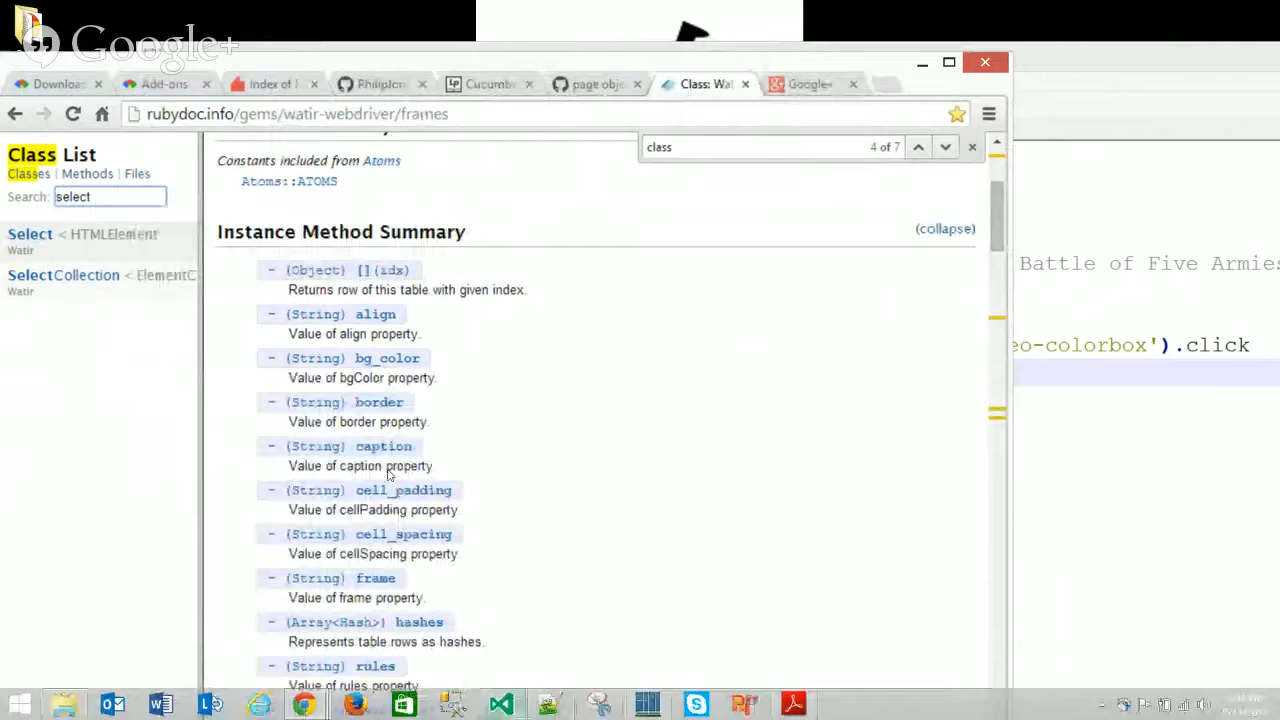 Google+
Downloa
Add-ons
Index of
Cucumb
page obj
Class: Wat
Google+
rubydoc.info/gems/watir-webdriver/frames
Class List
Classes | Methods | Files
Search: select
Select < HTMLElement
Watir
SelectCollection < ElementC
Watir
class 4 of 7
Constants included from Atoms
Atoms::ATOMS
Instance Method Summary (collapse)
- (Object) [](idx)
Returns row of this table with given index.
- (String) align
Value of align property.
- (String) bg_color
Value of bgColor property.
- (String) border
Value of border property.
- (String) caption
Value of caption property
- (String) cell_padding
Value of cellPadding property
- (String) cell_spacing
Value of cellSpacing property
- (String) frame
Value of frame property.
- (Array<Hash>) hashes
Represents table rows as hashes.
- (String) rules
Value of rules property
Battle of Five Armies
eo-colorbox').click